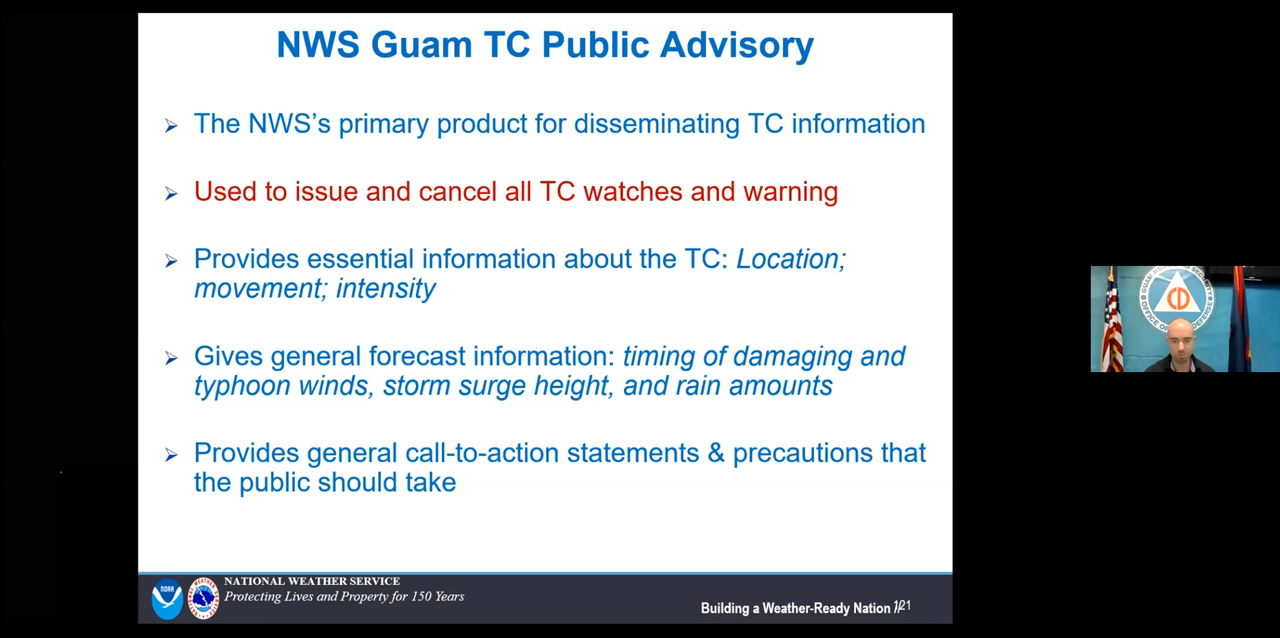 NWS Guam TC Public Advisory
➢ The NWS's primary product for disseminating TC information
➢ Used to issue and cancel all TC watches and warning
➢ Provides essential information about the TC: Location;
movement; intensity
➢ Gives general forecast information: timing of damaging and
typhoon winds, storm surge height, and rain amounts
➢ Provides general call-to-action statements & precautions that
the public should take
NOAA
NATIONAL WEATHER SERVICE
Protecting Lives and Property for 150 Years
Building a Weather-Ready Nation //21
CD